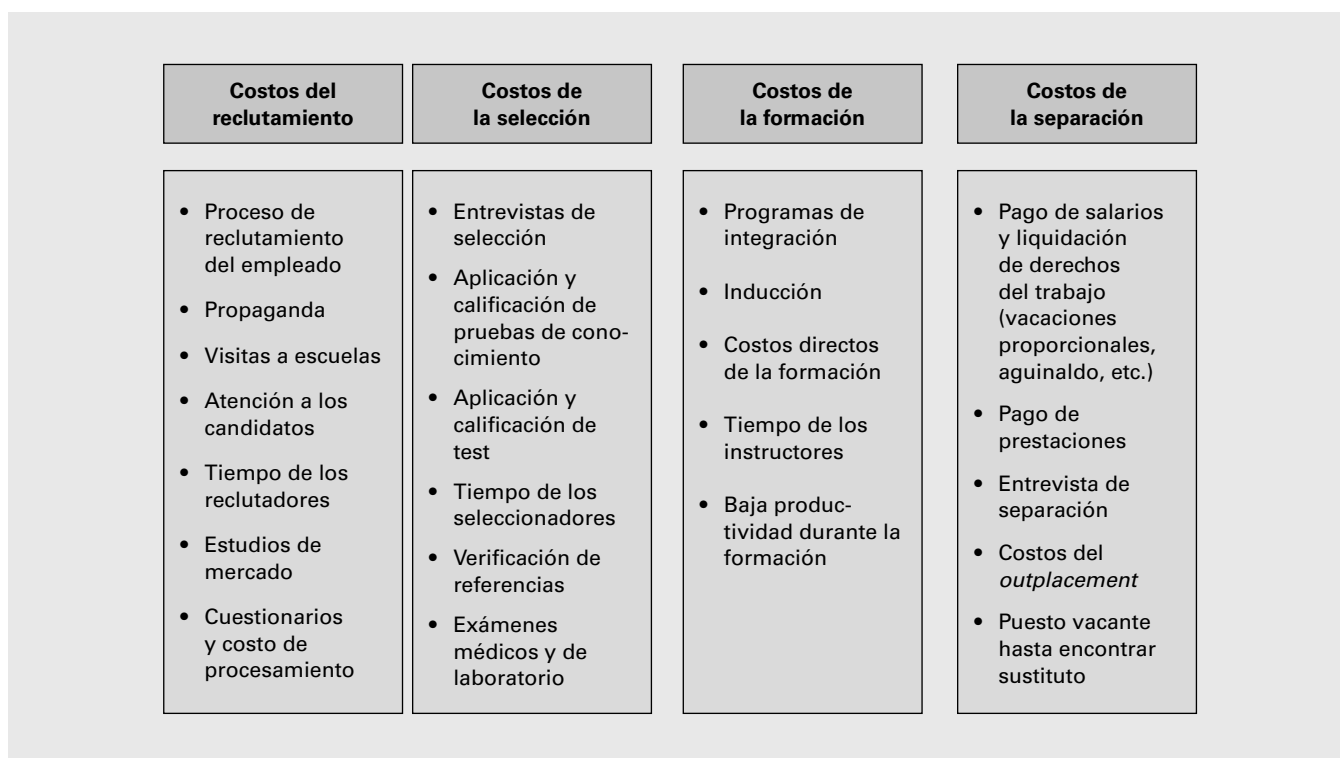 Costos del
reclutamiento
• Proceso de
reclutamiento
del empleado
• Propaganda
• Visitas a escuelas
• Atención a los
candidatos
• Tiempo de los
reclutadores
• Estudios de
mercado
• Cuestionarios
y costo de
procesamiento
Costos de
la selección
• Entrevistas de
selección
• Aplicación y
calificación de
pruebas de cono-
cimiento
• Aplicación y
calificación de
test
• Tiempo de los
seleccionadores
• Verificación de
referencias
• Exámenes
médicos y de
laboratorio
Costos de
la formación
• Programas de
integración
• Inducción
• Costos directos
de la formación
• Tiempo de los
instructores
• Baja produc-
tividad durante la
formación
Costos de
la separación
• Pago de salarios
y liquidación
de derechos
del trabajo
(vacaciones
proporcionales,
aguinaldo, etc.)
• Pago de
prestaciones
• Entrevista de
separación
• Costos del
outplacement
• Puesto vacante
hasta encontrar
sustituto